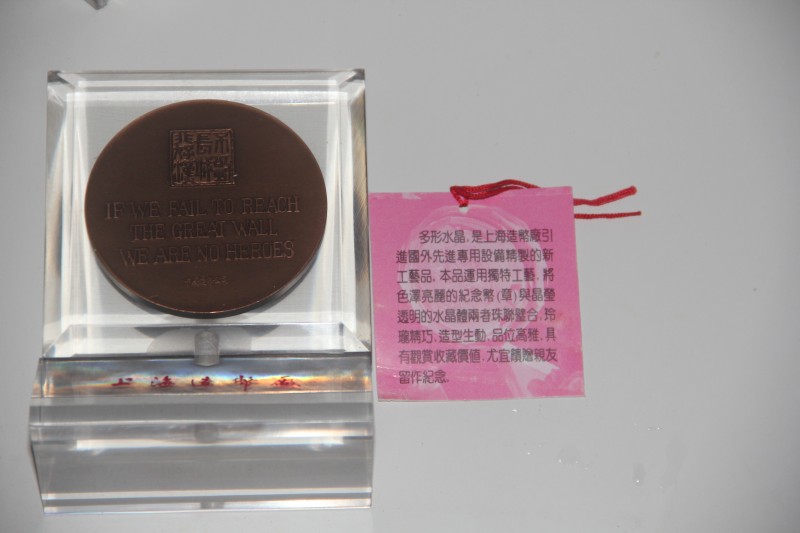 IF WE FAIL TO REACH
THE GREAT WALL
WE ARE NO HEROES
上海造幣廠
多形水晶,是上海造幣廠引
進國外先進專用設備精製的新
工藝品,本品運用獨特工藝,將
色澤亮麗的紀念幣(章)與晶瑩
透明的水晶體兩者珠聯璧合,玲
瓏精巧,造型生動,品位高雅,具
有觀賞收藏價值,尤宜饋贈親友
留作紀念。